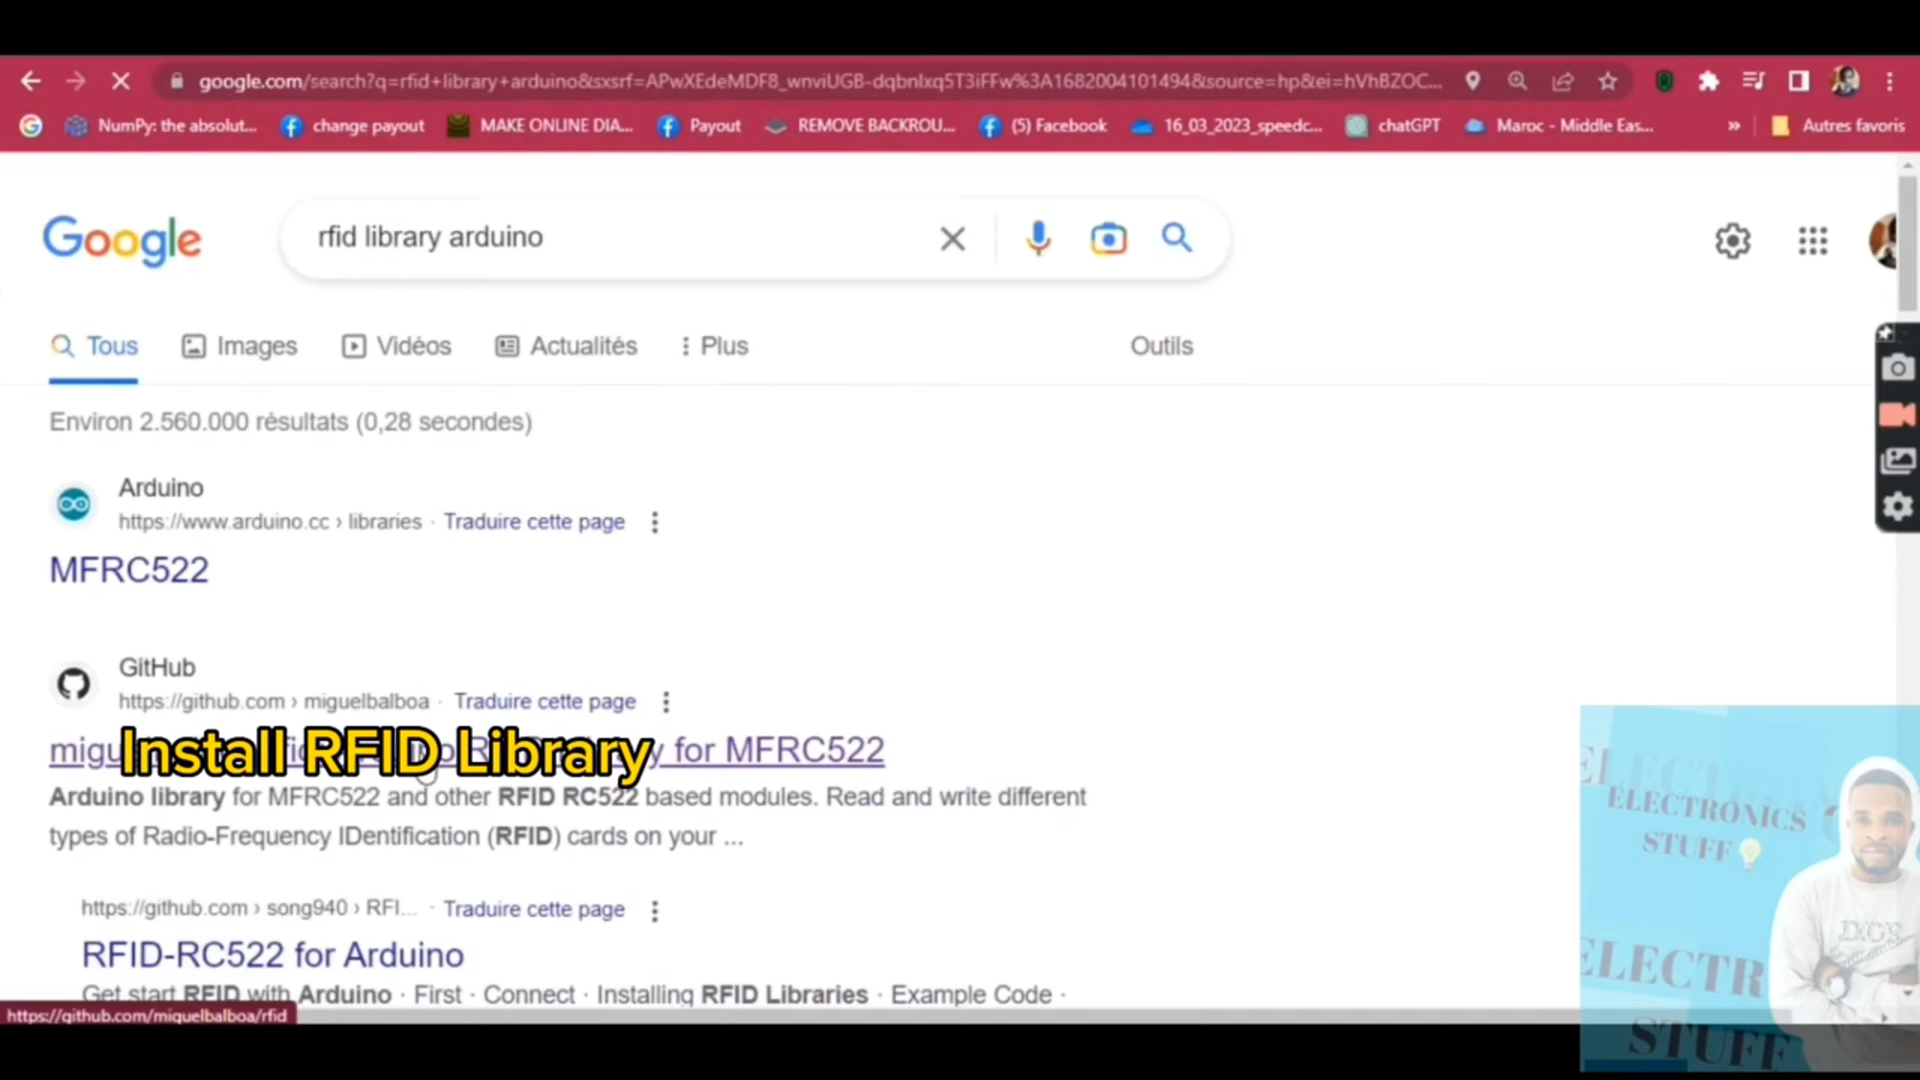 google.com/search?q=rfid+library+arduino&sxsrf=APwXEdeMDF8_wnviUGB-dqbnlxq5T3iFFw%3A1682004101494&source=hp&ei=hVhBZOC...
NumPy: the absolut...
change payout
MAKE ONLINE DIA...
Payout
REMOVE BACKROU...
(5) Facebook
16_03_2023_speedc...
chatGPT
Maroc - Middle Eas...
»
Autres favoris
Google
rfid library arduino
Tous
Images
Vidéos
Actualités
Plus
Outils
Environ 2.560.000 résultats (0,28 secondes)
Arduino
https://www.arduino.cc › libraries · Traduire cette page
MFRC522
GitHub
https://github.com › miguelbalboa · Traduire cette page
Install RFID Library
for MFRC522
Arduino library for MFRC522 and other RFID RC522 based modules. Read and write different
types of Radio-Frequency IDentification (RFID) cards on your ...
https://github.com › song940 › RFI... · Traduire cette page
RFID-RC522 for Arduino
Get start RFID with Arduino · First · Connect · Installing RFID Libraries · Example Code ·
https://github.com/miguelbalboa/rfid
ELECTRONICS
STUFF
ELECTR
STUFF